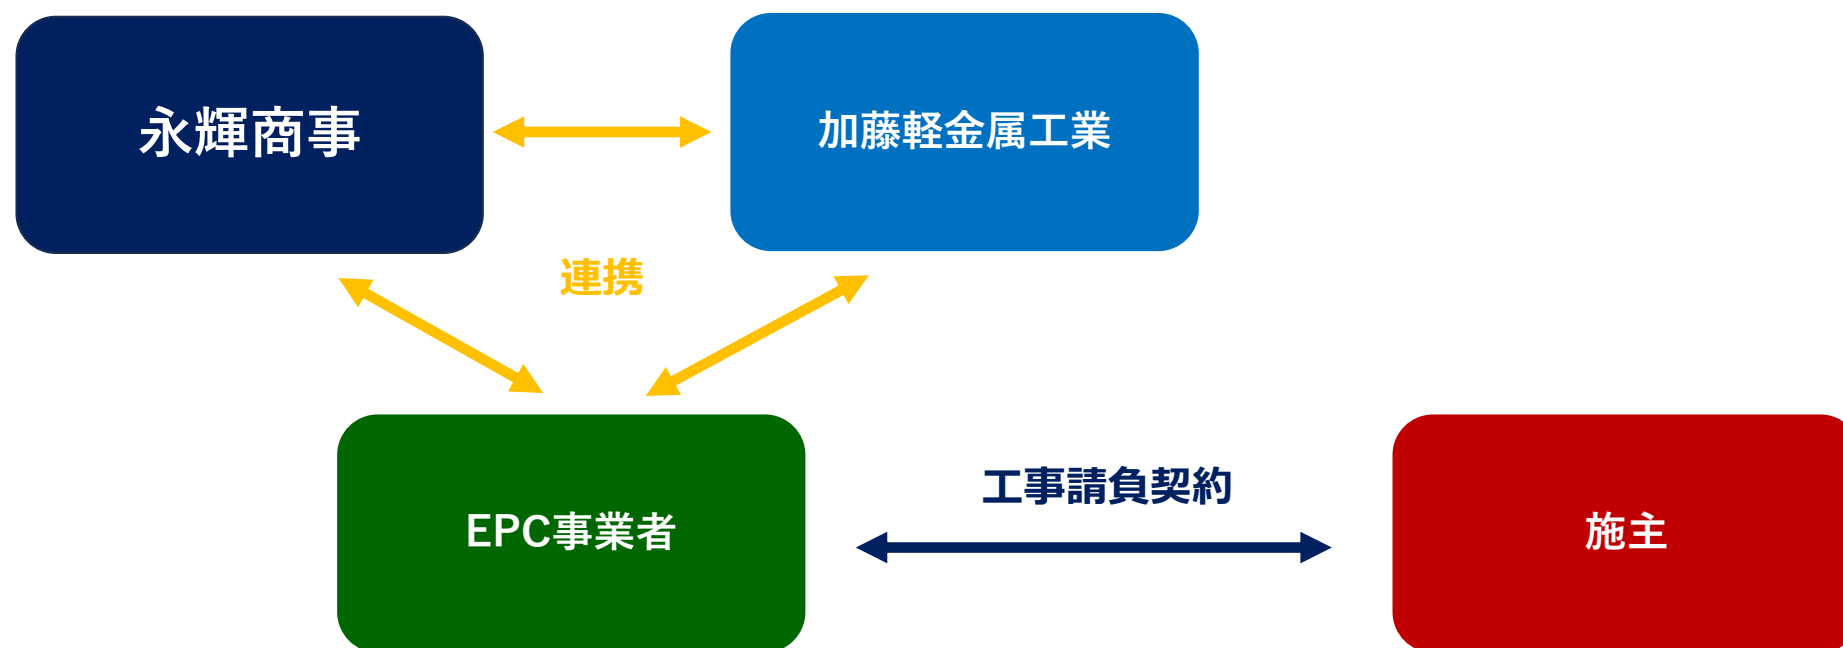 永輝商事
加藤軽金属工業
連携
工事請負契約
EPC事業者
施主